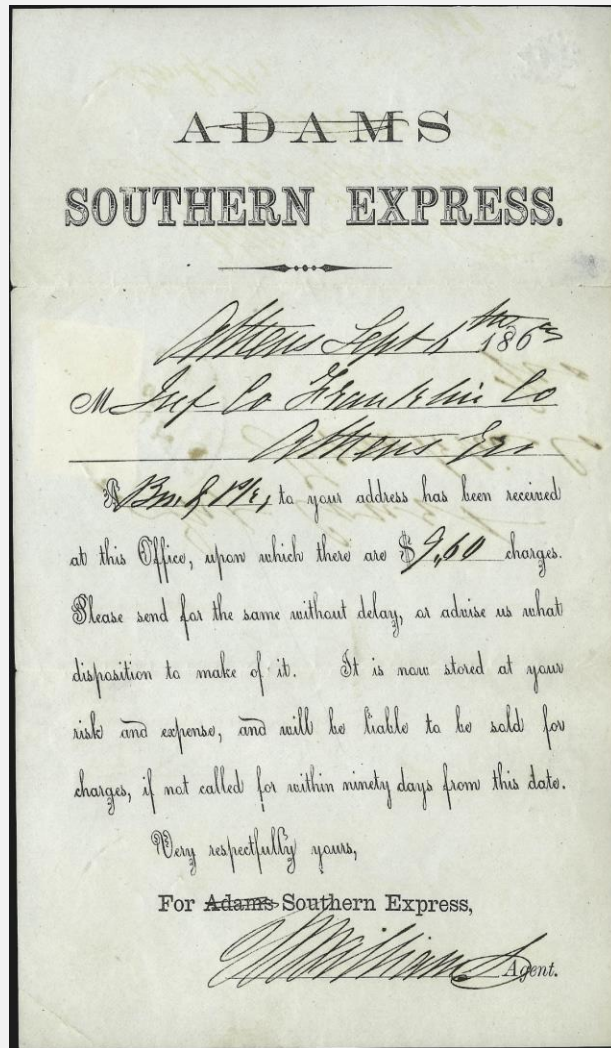 ADAMS
SOUTHERN EXPRESS.
Athens Sept 6th 1863
M Inf Co Franklin Co
Athens Geo
A to your address has been received
at this Office, upon which there are $9,60 charges.
Please send for the same without delay, or advise us what
disposition to make of it. It is now stored at your
risk and expense, and will be liable to be sold for
charges, if not called for within ninety days from this date.
Very respectfully yours,
For Adams Southern Express,
Williams Agent.